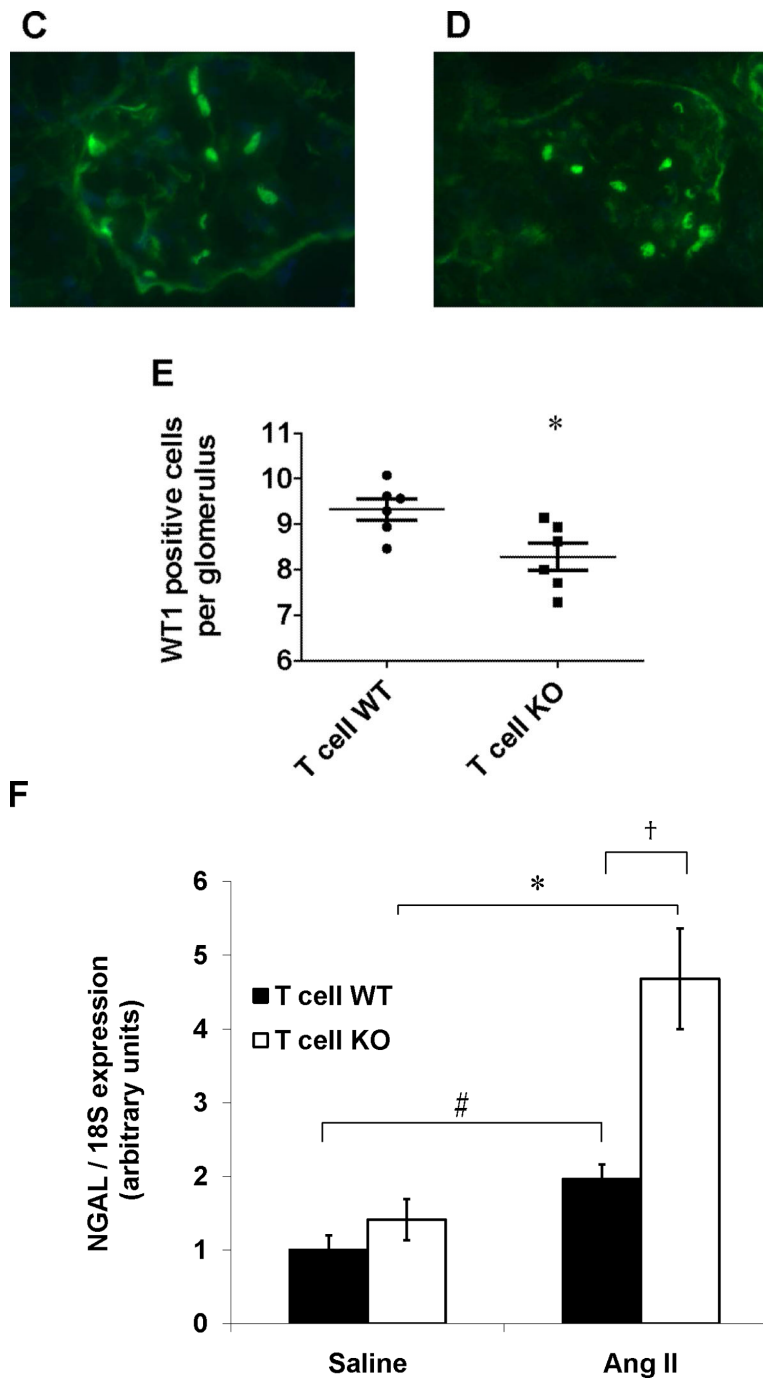 C D
E
*
WT1 positive cells
per glomerulus
11
10
9
8
7
6
T cell WT
T cell KO
F
†
*
#
NGAL / 18S expression
(arbitrary units)
6
5
4
3
2
1
0
T cell WT
T cell KO
Saline Ang II